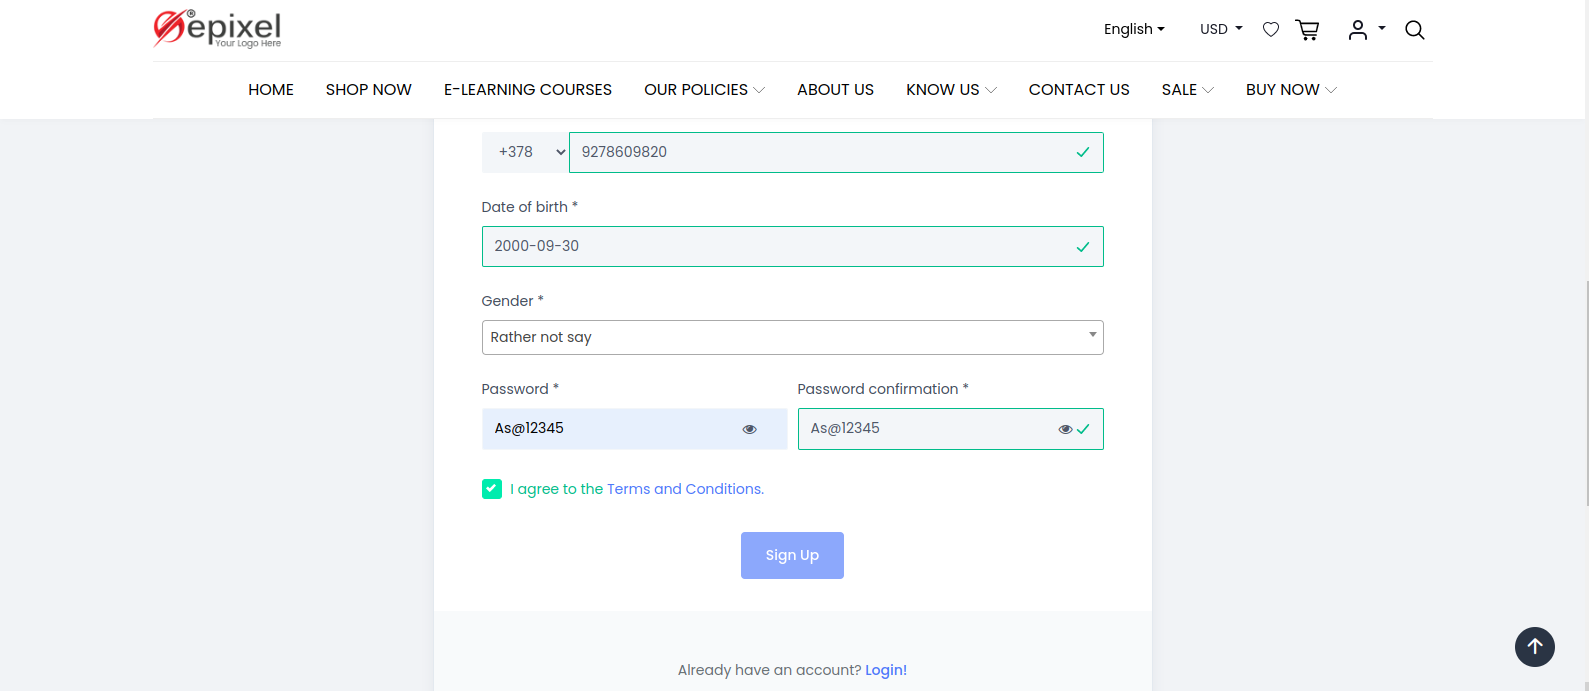 ®epixel
Your Logo Here
English
USD
HOME SHOP NOW E-LEARNING COURSES OUR POLICIES ABOUT US KNOW US CONTACT US SALE BUY NOW
+378 9278609820
Date of birth *
2000-09-30
Gender *
Rather not say
Password * Password confirmation *
As@12345 As@12345
I agree to the Terms and Conditions.
Sign Up
Already have an account? Login!